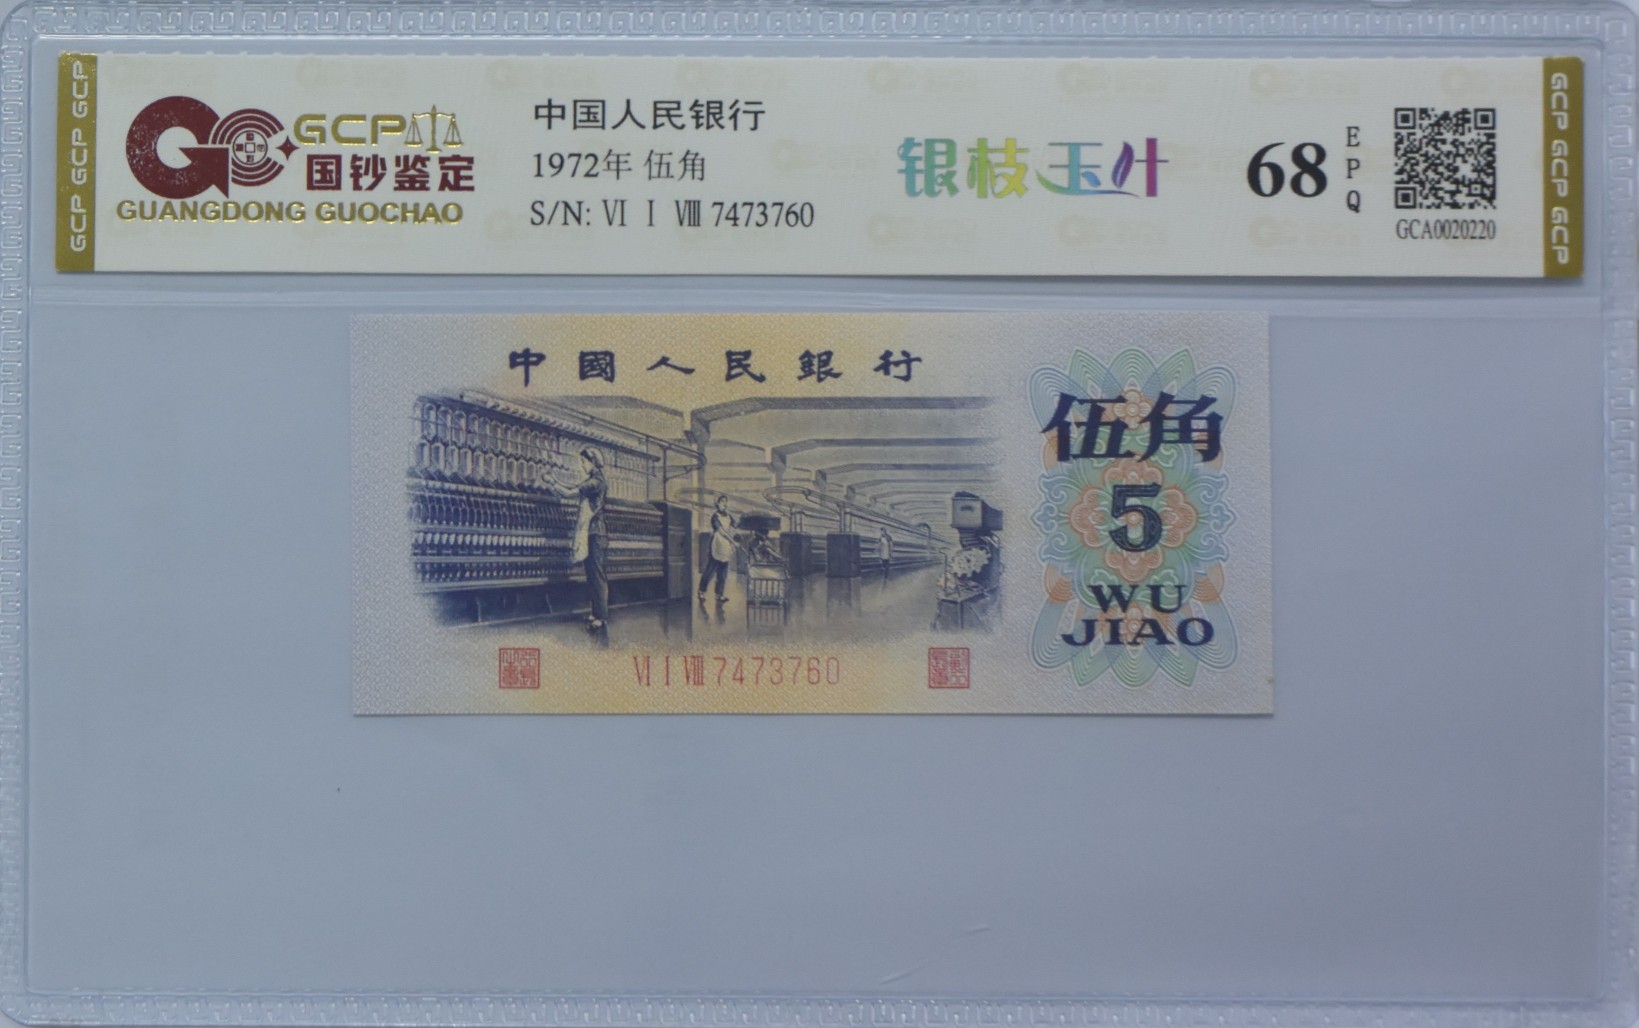 GCP GCP GCP
GCP
国钞鉴定
GUANGDONG GUOCHAO
中国人民银行
1972年 伍角
S/N: Ⅵ Ⅰ Ⅷ 7473760
银枝玉叶
68
EPQ
GCA0020220
GCP GCP GCP
中國人民銀行
伍角
5
WU
JIAO
Ⅵ Ⅰ Ⅷ 7473760